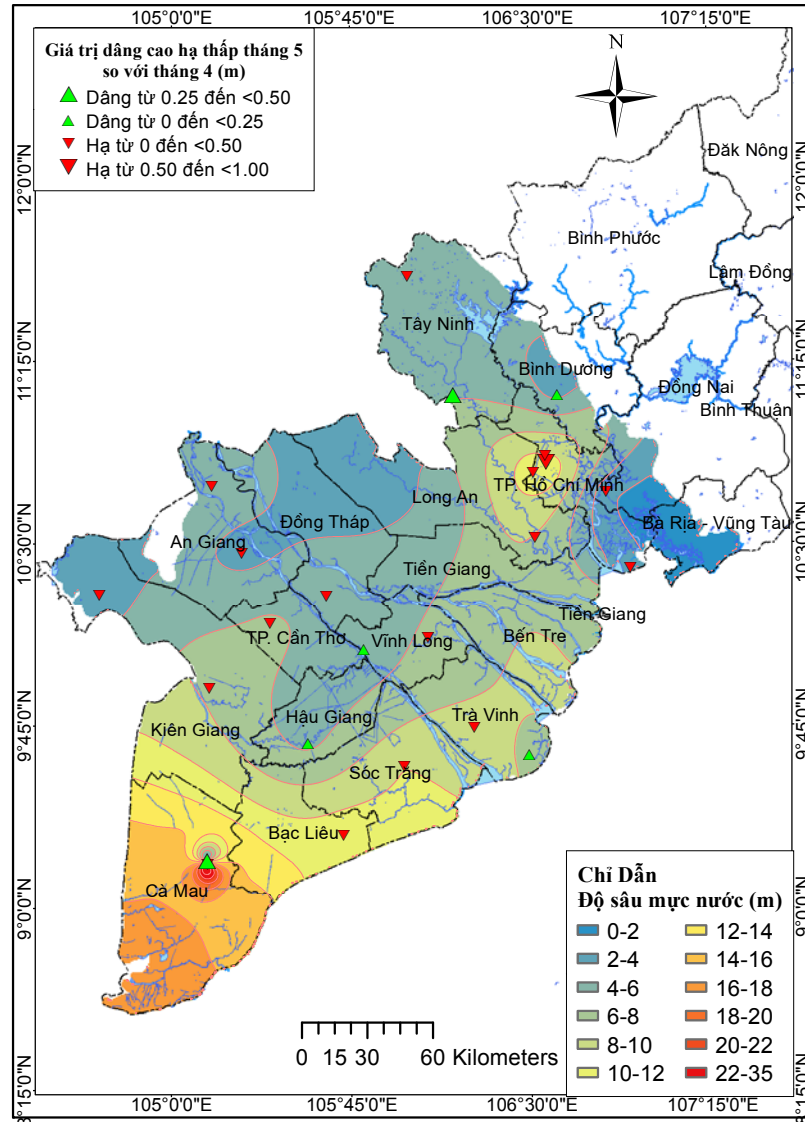 105°0'0"E 105°45'0"E 106°30'0"E 107°15'0"E
Giá trị dâng cao hạ thấp tháng 5
so với tháng 4 (m)
Dâng từ 0.25 đến <0.50
Dâng từ 0 đến <0.25
Hạ từ 0 đến <0.50
Hạ từ 0.50 đến <1.00
N
12°0'0"N
12°0'0"N
11°15'0"N
11°15'0"N
10°30'0"N
10°30'0"N
9°45'0"N
9°45'0"N
9°0'0"N
9°0'0"N
8°15'0"N
8°15'0"N
Đăk Nông
Bình Phước
Lâm Đồng
Tây Ninh
Bình Dương
Đồng Nai
Bình Thuận
TP. Hồ Chí Minh
Long An
Bà Rịa - Vũng Tàu
Đồng Tháp
An Giang
Tiền Giang
Tiền Giang
TP. Cần Thơ
Vĩnh Long
Bến Tre
Hậu Giang
Trà Vinh
Kiên Giang
Sóc Trăng
Bạc Liêu
Cà Mau
Chỉ Dẫn
Độ sâu mực nước (m)
0-2
2-4
4-6
6-8
8-10
10-12
12-14
14-16
16-18
18-20
20-22
22-35
0 15 30 60 Kilometers
105°0'0"E 105°45'0"E 106°30'0"E 107°15'0"E